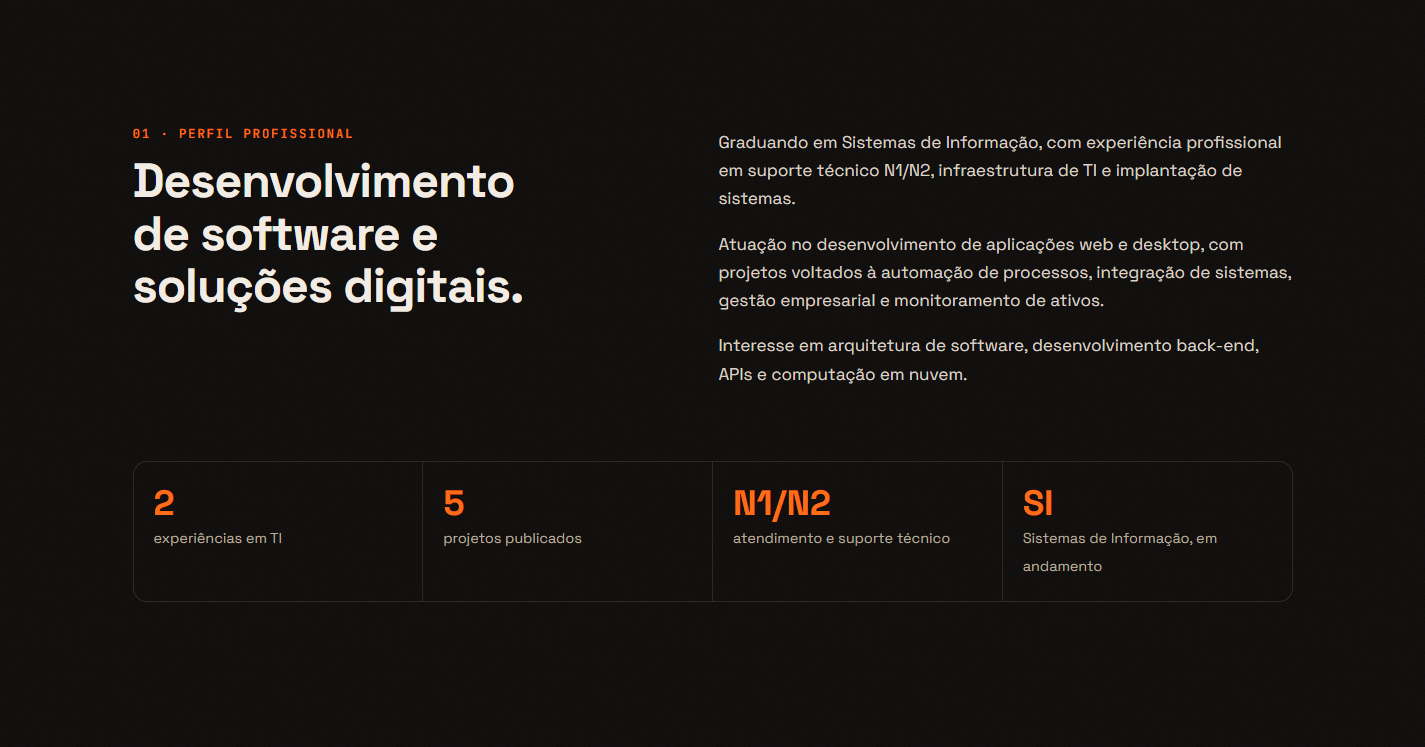 01 · PERFIL PROFISSIONAL
Desenvolvimento
de software e
soluções digitais.
Graduando em Sistemas de Informação, com experiência profissional
em suporte técnico N1/N2, infraestrutura de TI e implantação de
sistemas.
Atuação no desenvolvimento de aplicações web e desktop, com
projetos voltados à automação de processos, integração de sistemas,
gestão empresarial e monitoramento de ativos.
Interesse em arquitetura de software, desenvolvimento back-end,
APIs e computação em nuvem.
2
experiências em TI
5
projetos publicados
N1/N2
atendimento e suporte técnico
SI
Sistemas de Informação, em
andamento